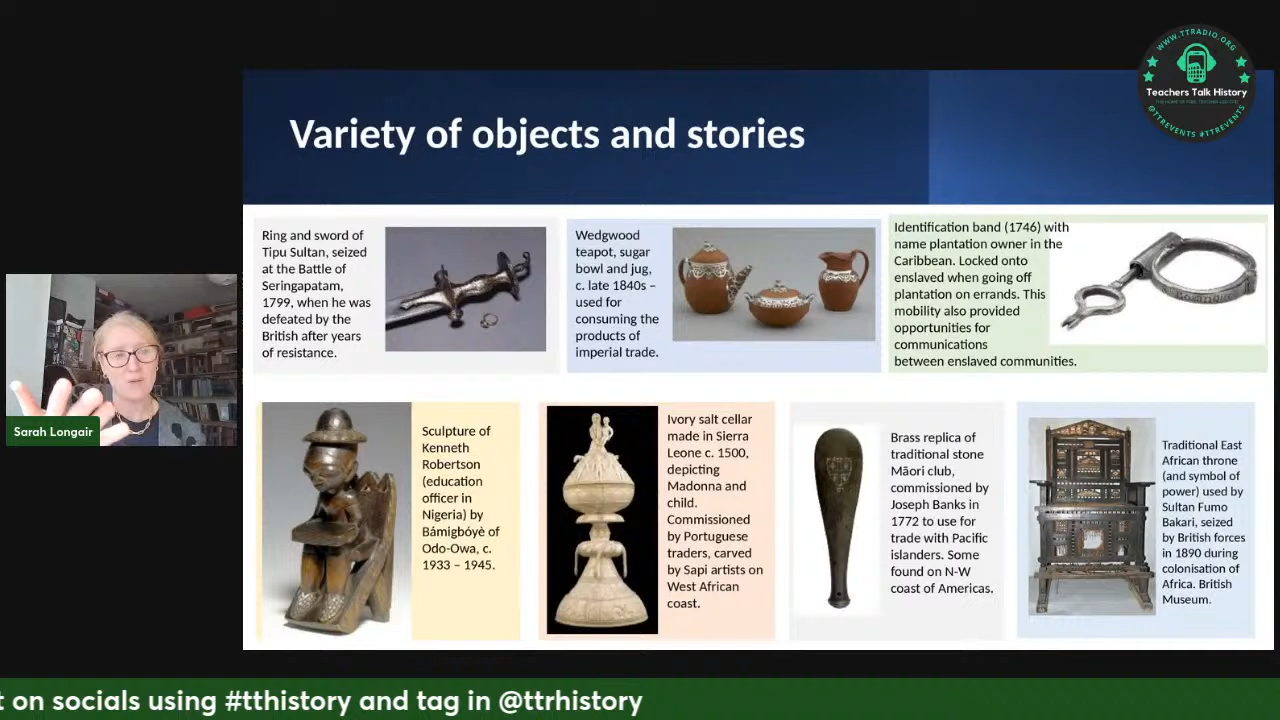 WWW.TTRADIO.ORG
Teachers Talk History
@TTREVENTS #TTREVENTS
Variety of objects and stories
Ring and sword of
Tipu Sultan, seized
at the Battle of
Seringapatam,
1799, when he was
defeated by the
British after years
of resistance.
Wedgwood
teapot, sugar
bowl and jug,
c. late 1840s –
used for
consuming the
products of
imperial trade.
Identification band (1746) with
name plantation owner in the
Caribbean. Locked onto
enslaved when going off
plantation on errands. This
mobility also provided
opportunities for
communications
between enslaved communities.
Sarah Longair
Sculpture of
Kenneth
Robertson
(education
officer in
Nigeria) by
Bámigbóyè of
Odo-Owa, c.
1933 – 1945.
Ivory salt cellar
made in Sierra
Leone c. 1500,
depicting
Madonna and
child.
Commissioned
by Portuguese
traders, carved
by Sapi artists on
West African
coast.
Brass replica of
traditional stone
Māori club,
commissioned by
Joseph Banks in
1772 to use for
trade with Pacific
islanders. Some
found on N-W
coast of Americas.
Traditional East
African throne
(and symbol of
power) used by
Sultan Fumo
Bakari, seized
by British forces
in 1890 during
colonisation of
Africa. British
Museum.
t on socials using #tthistory and tag in @ttrhistory